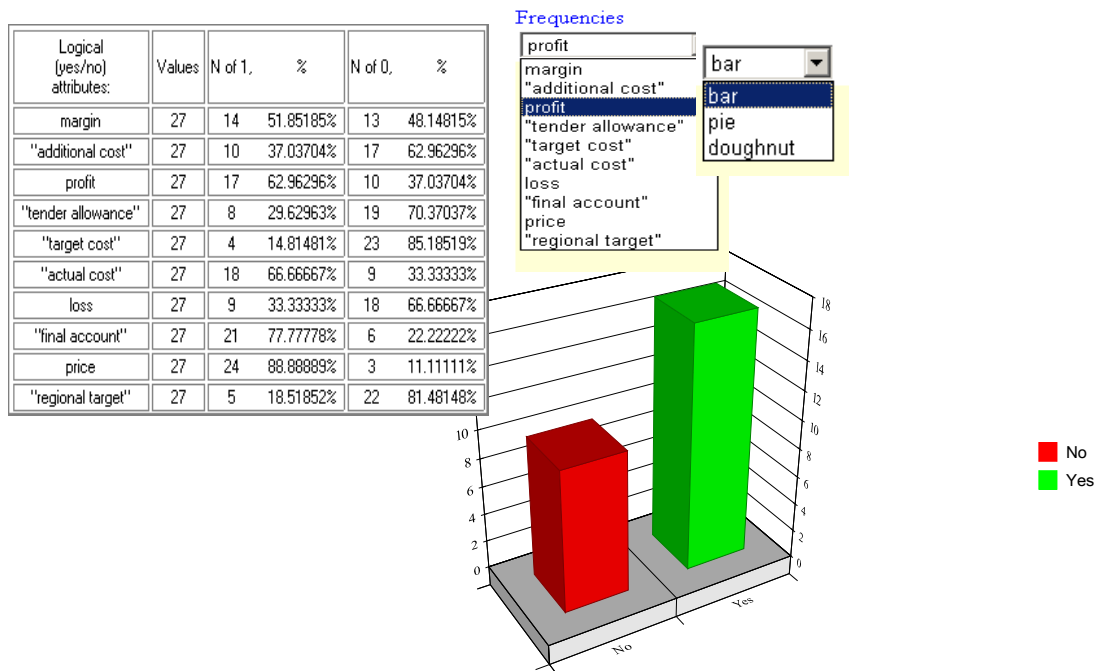 Logical
(yes/no)
attributes:
Values
N of 1,
%
N of 0,
%
margin 27 14 51.85185% 13 48.14815%
"additional cost" 27 10 37.03704% 17 62.96296%
profit 27 17 62.96296% 10 37.03704%
"tender allowance" 27 8 29.62963% 19 70.37037%
"target cost" 27 4 14.81481% 23 85.18519%
"actual cost" 27 18 66.66667% 9 33.33333%
loss 27 9 33.33333% 18 66.66667%
"final account" 27 21 77.77778% 6 22.22222%
price 27 24 88.88889% 3 11.11111%
"regional target" 27 5 18.51852% 22 81.48148%
Frequencies
profit
margin
"additional cost"
profit
"tender allowance"
"target cost"
"actual cost"
loss
"final account"
price
"regional target"
bar
bar
pie
doughnut
10
8
6
4
2
0
18
16
14
12
10
8
6
4
2
0
No
Yes
No
Yes